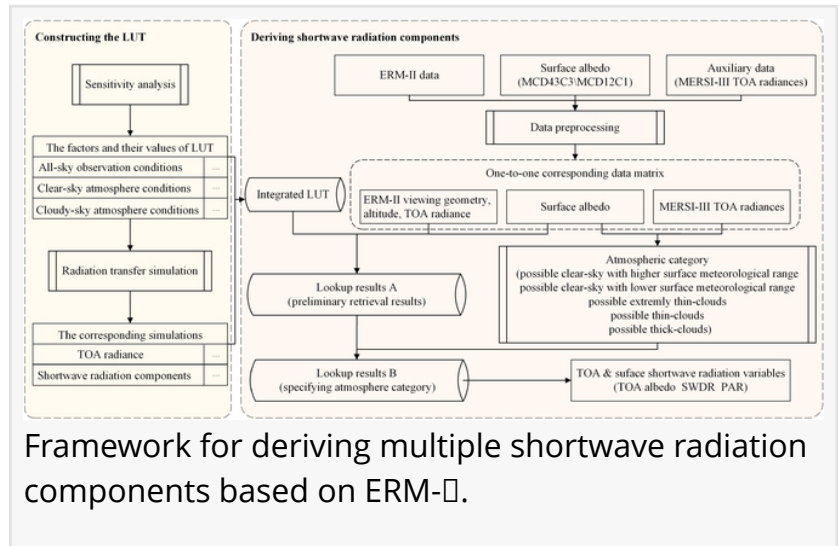 Constructing the LUT
Sensitivity analysis
The factors and their values of LUT
All-sky observation conditions ...
Clear-sky atmosphere conditions ...
Cloudy-sky atmosphere conditions ...
Radiation transfer simulation
The corresponding simulations
TOA radiance ...
Shortwave radiation components ...
Deriving shortwave radiation components
ERM-II data
Surface albedo
(MCD43C3\MCD12C1)
Auxiliary data
(MERSI-III TOA radiances)
Data preprocessing
One-to-one corresponding data matrix
ERM-II viewing geometry,
altitude, TOA radiance
Surface albedo
MERSI-III TOA radiances
Integrated LUT
Atmospheric category
(possible clear-sky with higher surface meteorological range
possible clear-sky with lower surface meteorological range
possible extremly thin-clouds
possible thin-clouds
possible thick-clouds)
Lookup results A
(preliminary retrieval results)
Lookup results B
(specifying atmosphere category)
TOA & suface shortwave radiation variables
(TOA albedo SWDR PAR)
Framework for deriving multiple shortwave radiation
components based on ERM-▯.